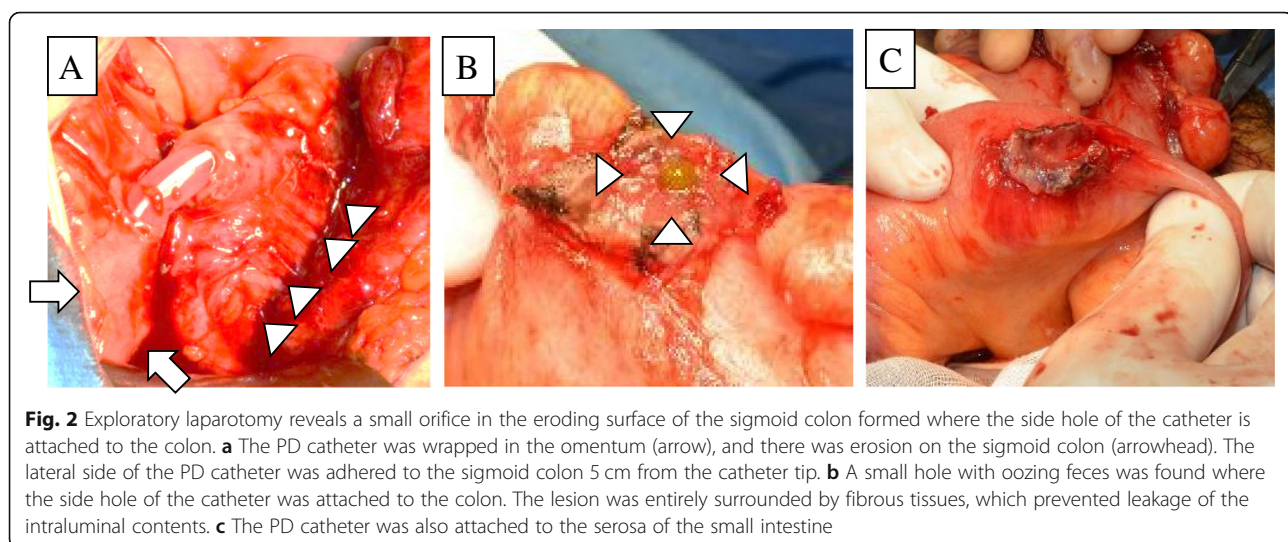 A
B
C
Fig. 2 Exploratory laparotomy reveals a small orifice in the eroding surface of the sigmoid colon formed where the side hole of the catheter is
attached to the colon. a The PD catheter was wrapped in the omentum (arrow), and there was erosion on the sigmoid colon (arrowhead). The
lateral side of the PD catheter was adhered to the sigmoid colon 5 cm from the catheter tip. b A small hole with oozing feces was found where
the side hole of the catheter was attached to the colon. The lesion was entirely surrounded by fibrous tissues, which prevented leakage of the
intraluminal contents. c The PD catheter was also attached to the serosa of the small intestine